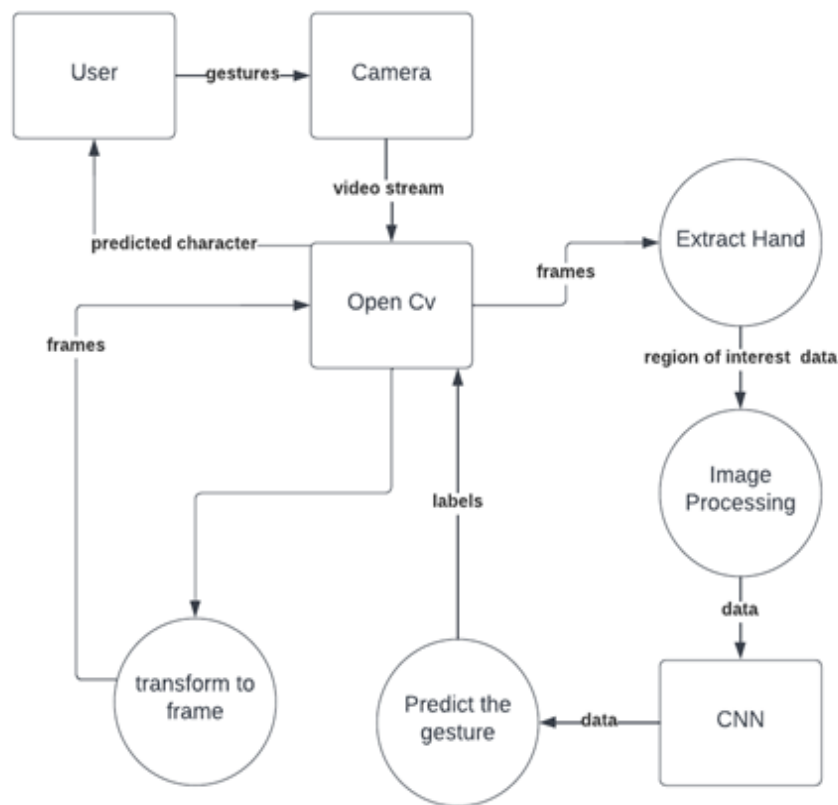 User
gestures
Camera
video stream
predicted character
Open Cv
frames
Extract Hand
frames
region of interest data
Image
Processing
labels
data
transform to
frame
Predict the
gesture
data
CNN